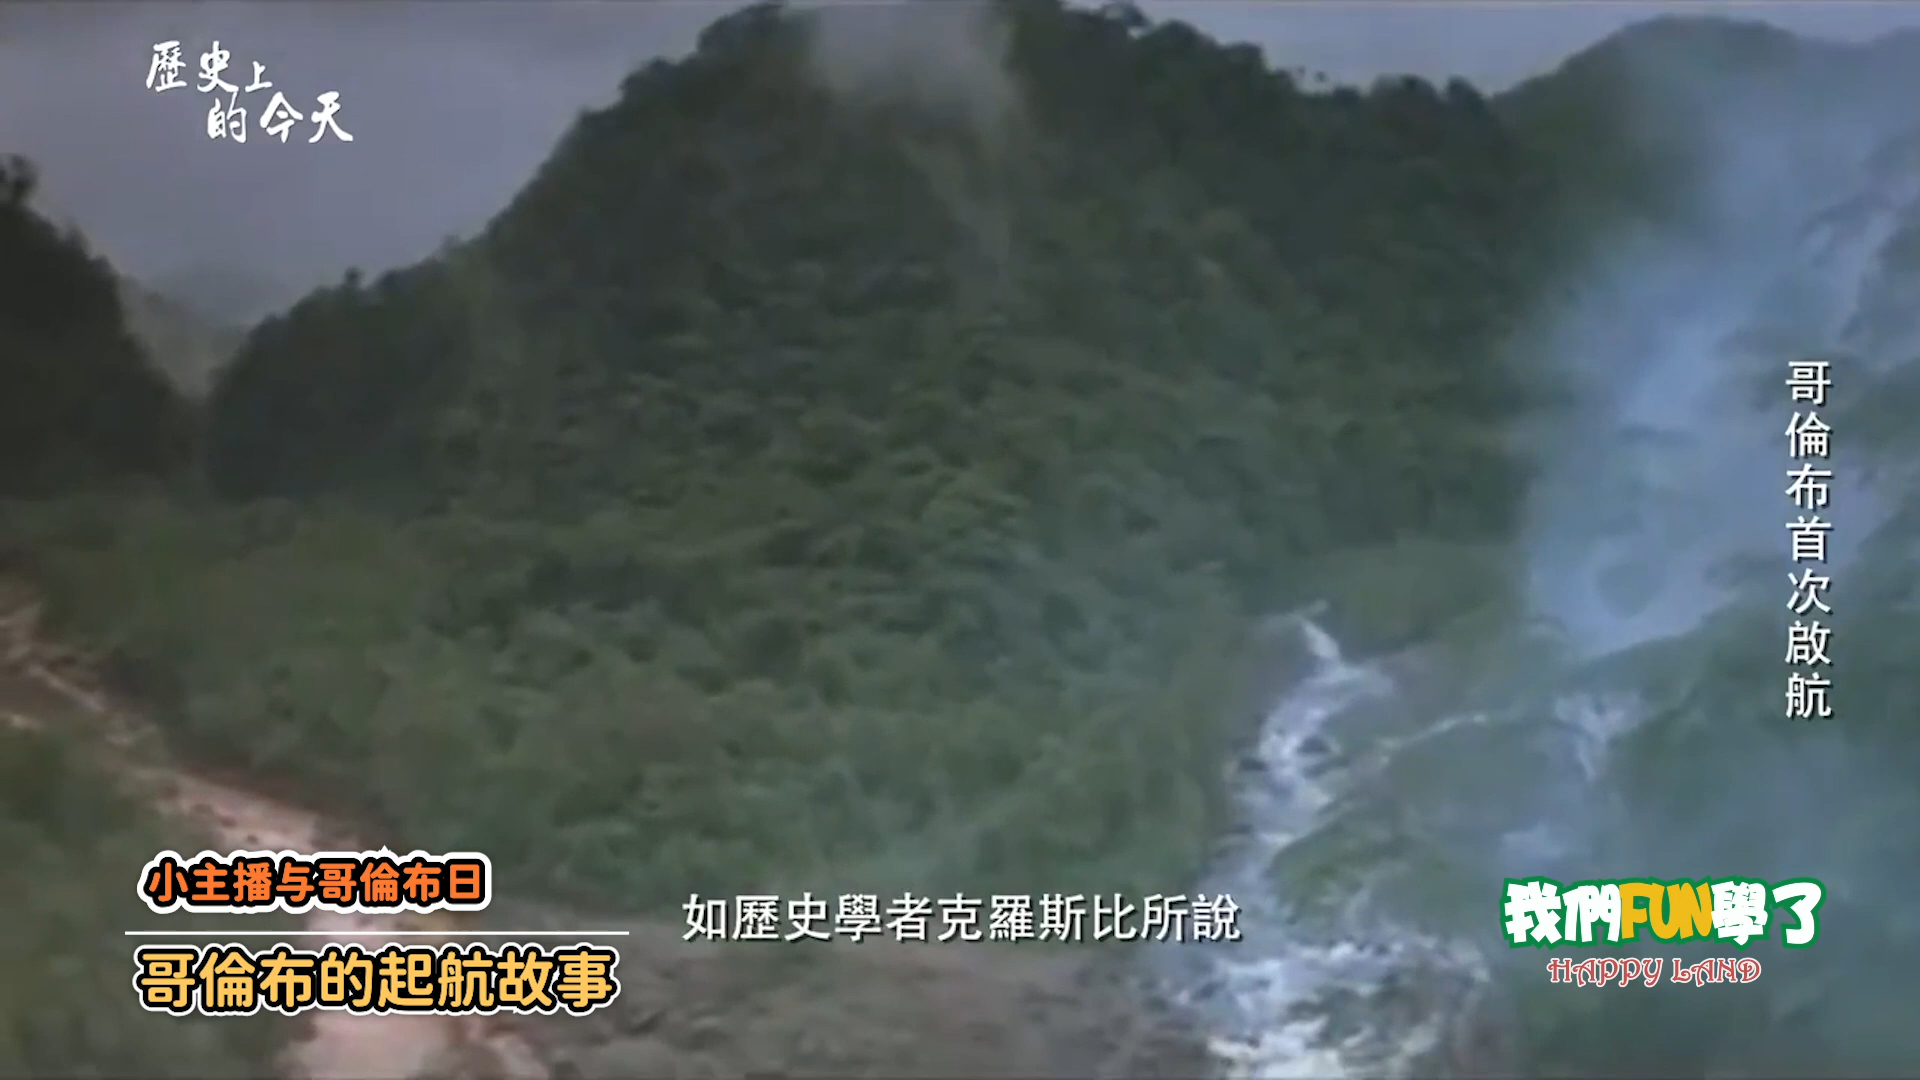 歷史上
的今天
哥倫布首次啟航
小主播与哥倫布日
哥倫布的起航故事
如歷史學者克羅斯比所說
我們FUN學了
HAPPY LAND